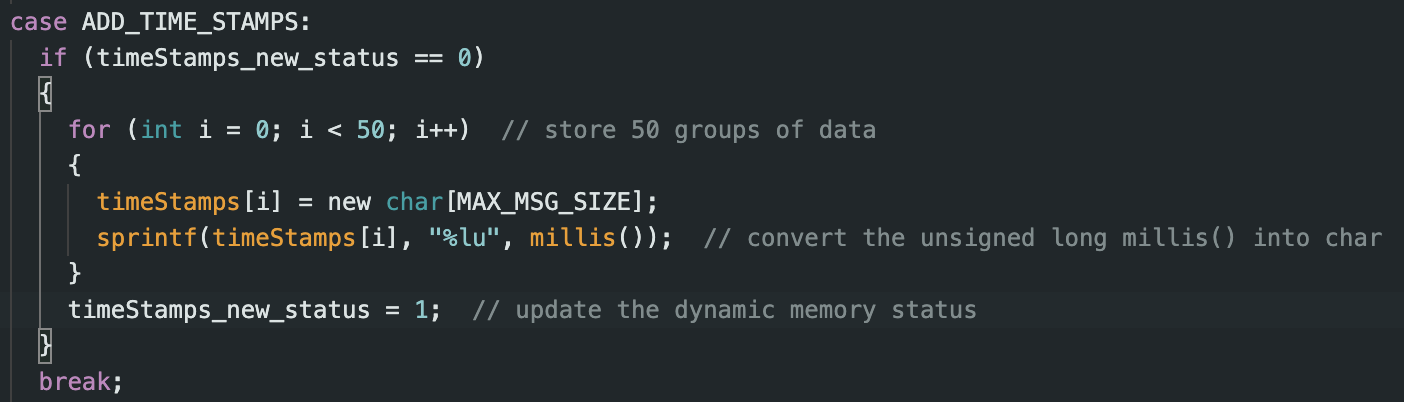 case ADD_TIME_STAMPS:
if (timeStamps_new_status == 0)
{
for (int i = 0; i < 50; i++)  // store 50 groups of data
{
timeStamps[i] = new char[MAX_MSG_SIZE];
sprintf(timeStamps[i], "%lu", millis());  // convert the unsigned long millis() into char
}
timeStamps_new_status = 1;  // update the dynamic memory status
}
break;